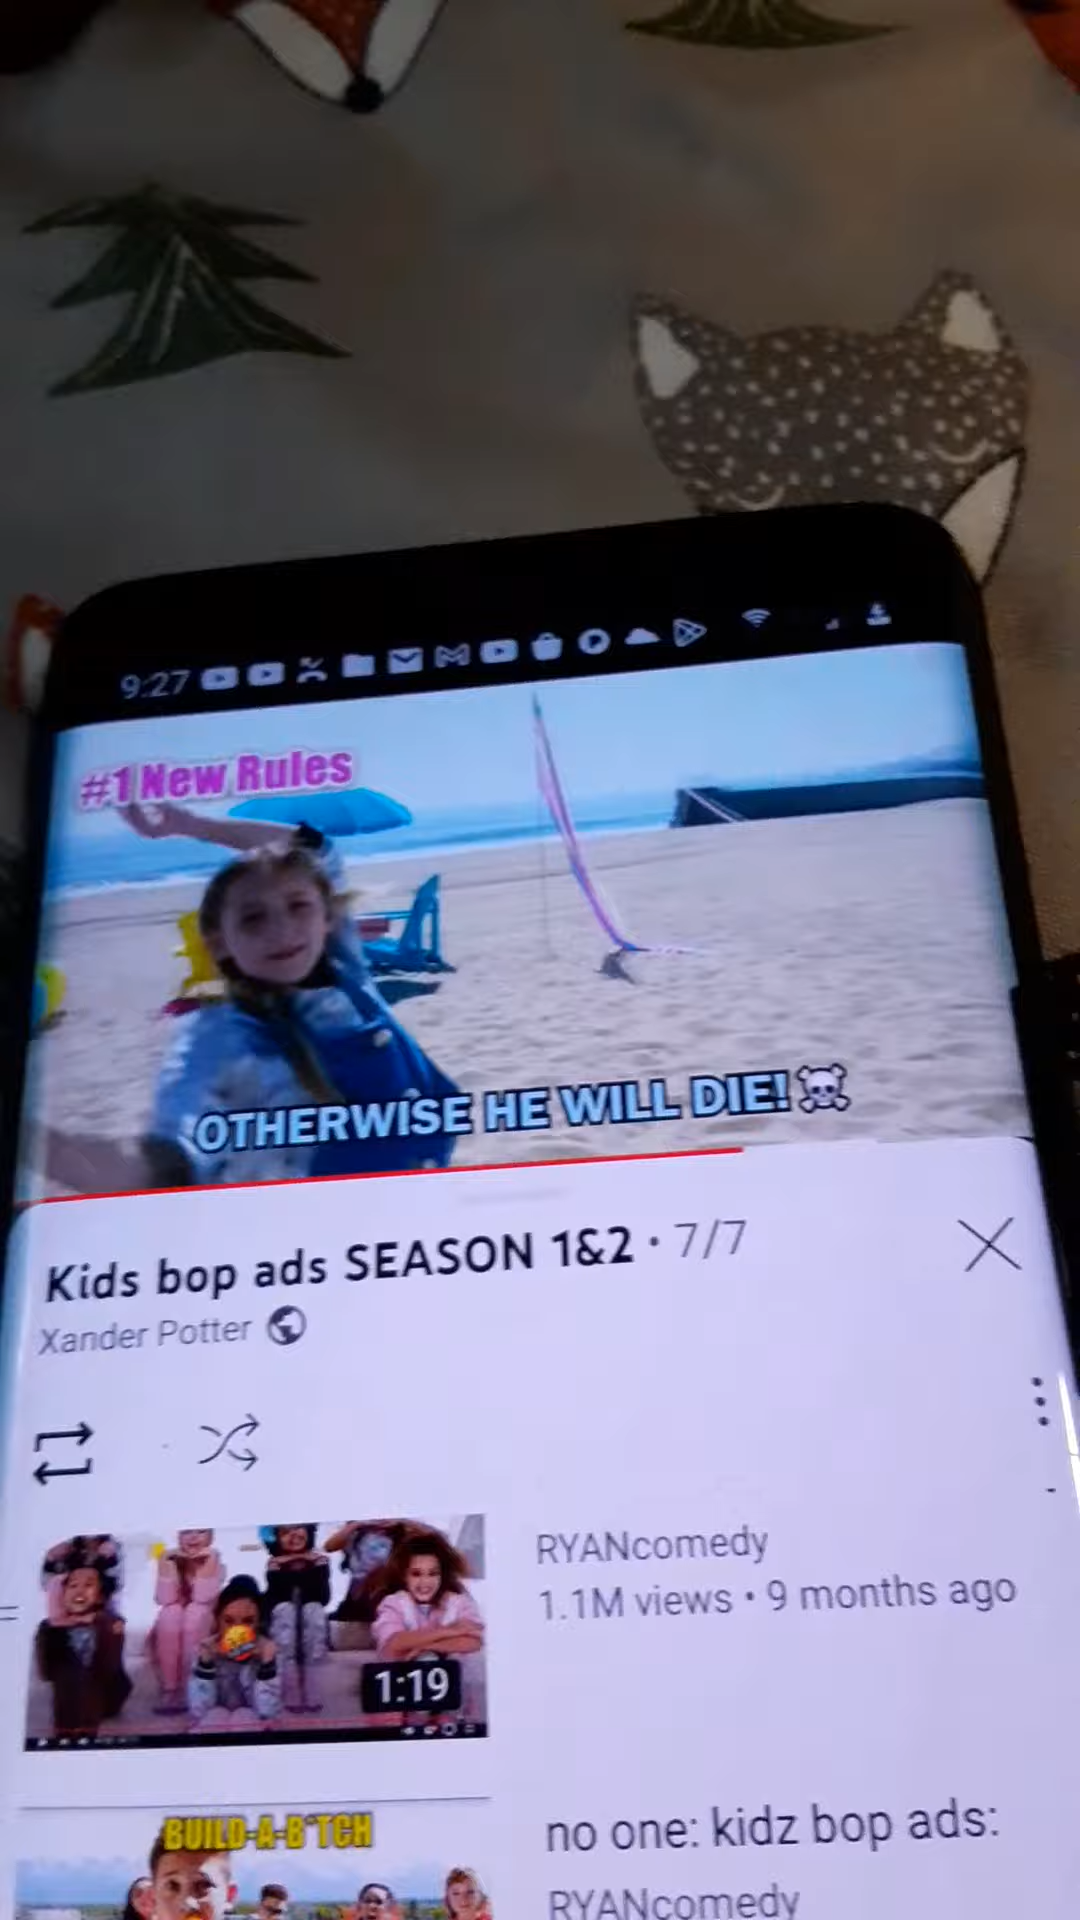 9:27
#1 New Rules
OTHERWISE HE WILL DIE!☠
Kids bop ads SEASON 1&2 · 7/7
Xander Potter
RYANcomedy
1.1M views • 9 months ago
1:19
BUILD-A-B*TCH
no one: kidz bop ads:
RYANcomedy